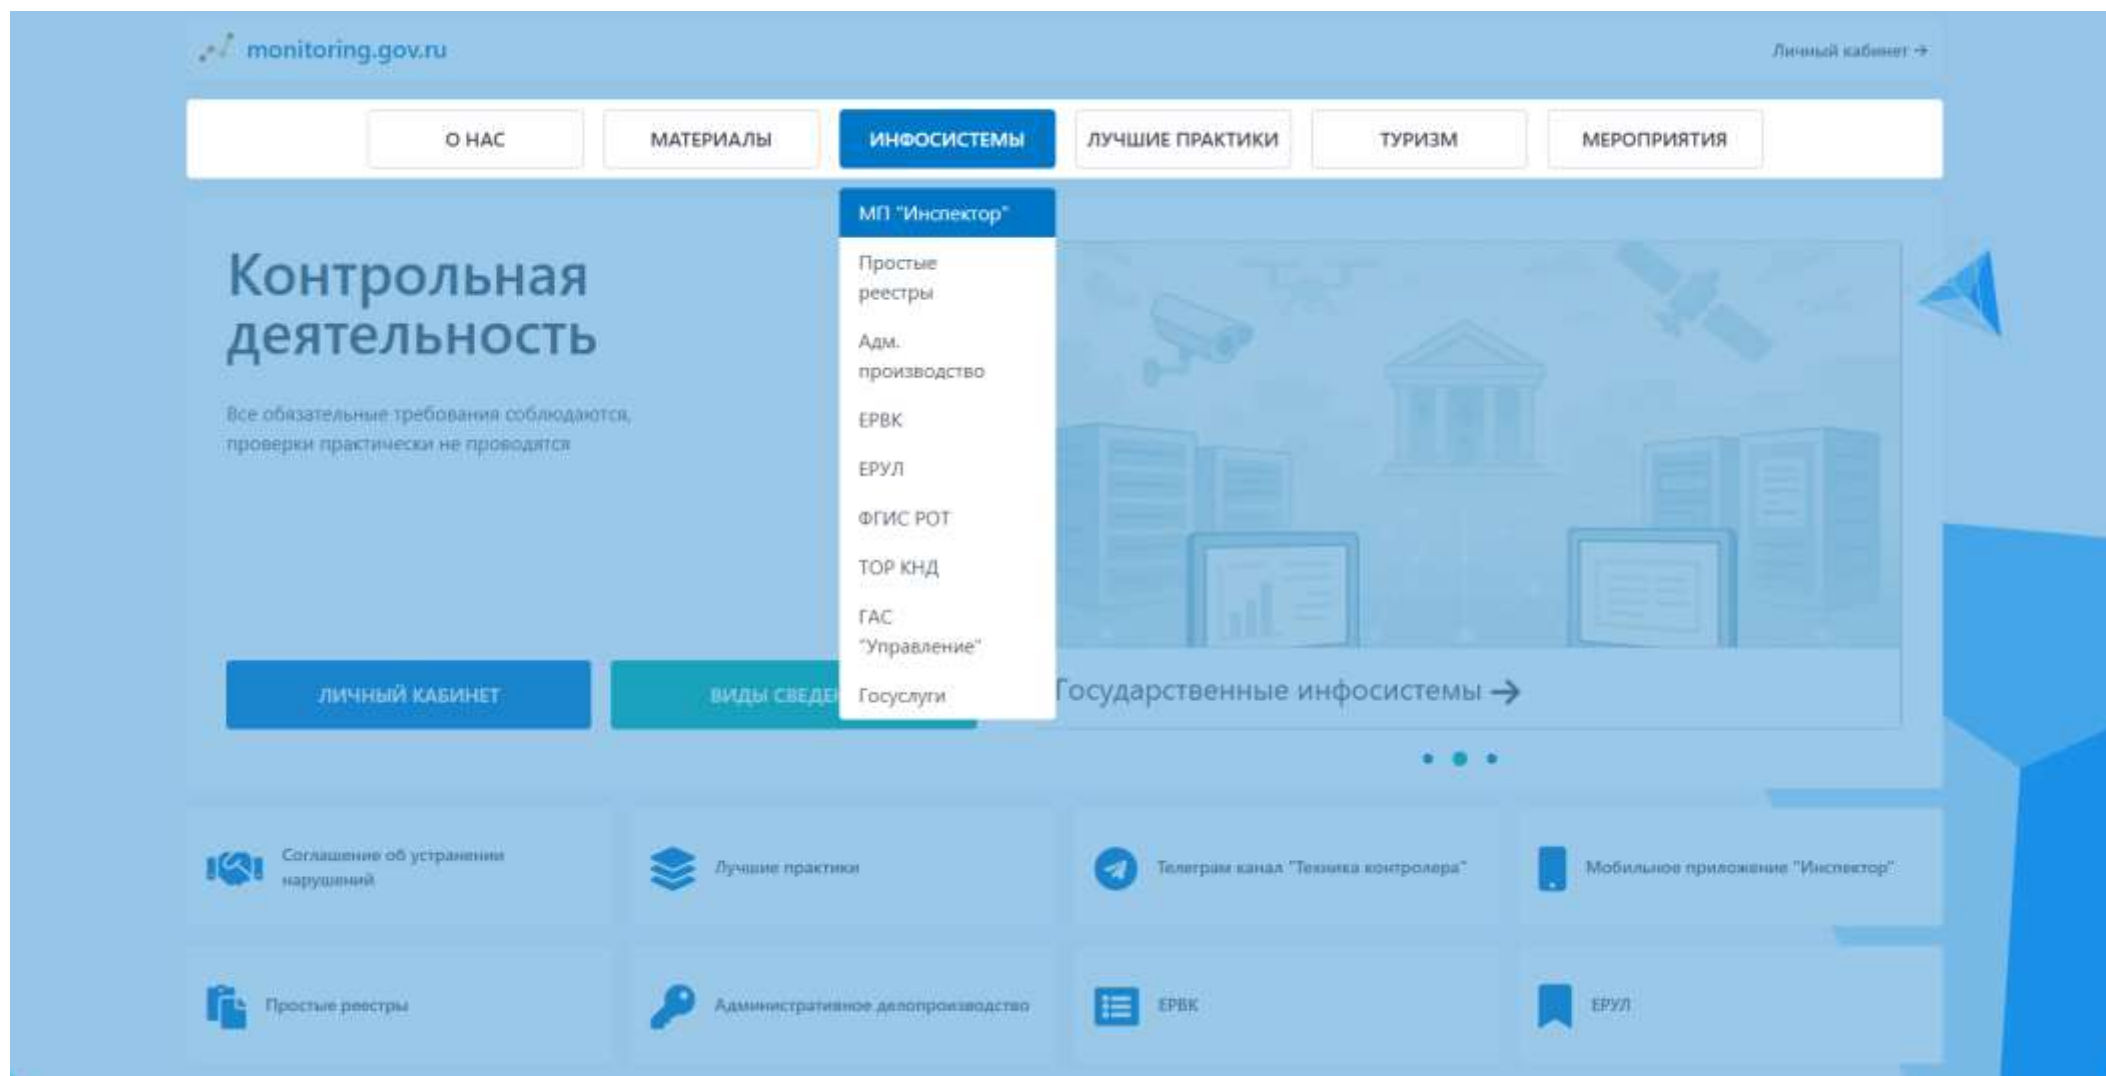 monitoring.gov.ru
Личный кабинет →
О НАС
МАТЕРИАЛЫ
ИНФОСИСТЕМЫ
ЛУЧШИЕ ПРАКТИКИ
ТУРИЗМ
МЕРОПРИЯТИЯ
МП "Инспектор"
Простые
реестры
Адм.
производство
ЕРВК
ЕРУЛ
ФГИС РОТ
ТОР КНД
ГАС
"Управление"
Госуслуги
Контрольная
деятельность
Все обязательные требования соблюдаются,
проверки практически не проводятся
ЛИЧНЫЙ КАБИНЕТ
ВИДЫ
Государственные инфосистемы →
Соглашение об устранении
нарушений
Лучшие практики
Телеграм канал "Техника контролера"
Мобильное приложение "Инспектор"
Простые реестры
Административное делопроизводство
ЕРВК
ЕРУЛ